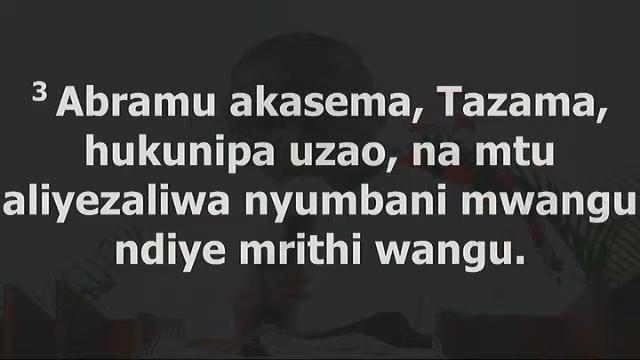 3 Abramu akasema, Tazama,
hukunipa uzao, na mtu
aliyezaliwa nyumbani mwangu
ndiye mrithi wangu.